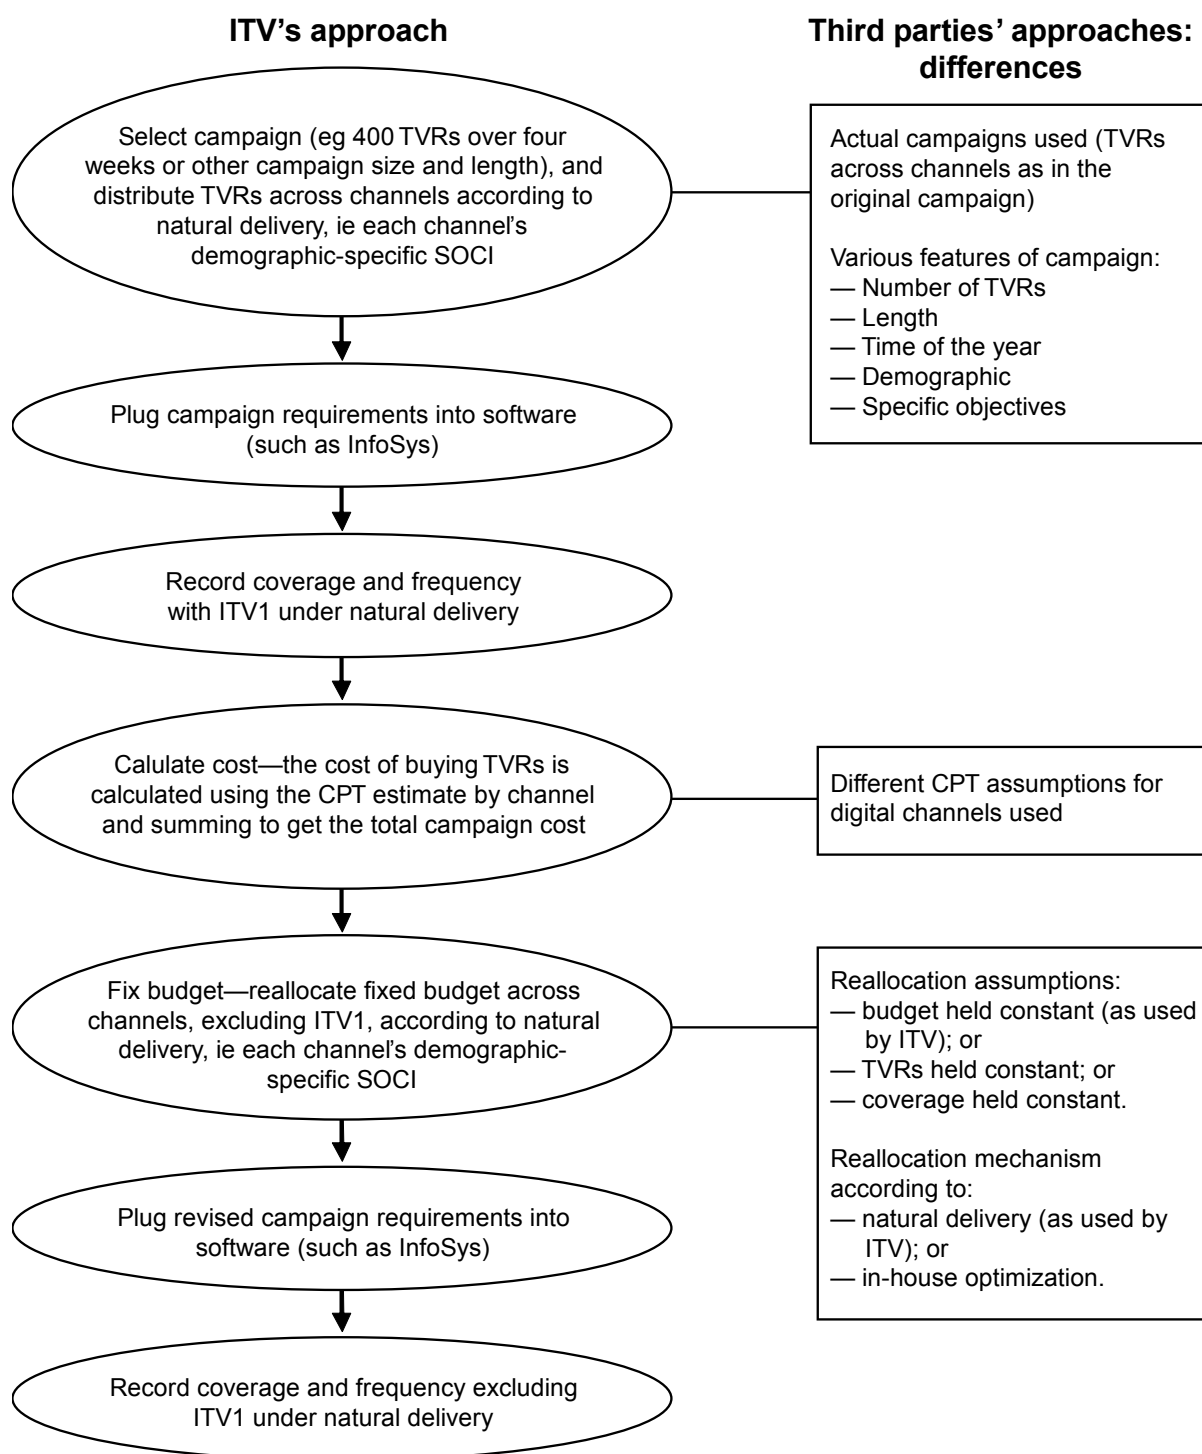 ITV's approach
Third parties' approaches:
differences
Select campaign (eg 400 TVRs over four
weeks or other campaign size and length), and
distribute TVRs across channels according to
natural delivery, ie each channel's
demographic-specific SOCI
Actual campaigns used (TVRs
across channels as in the
original campaign)
Various features of campaign:
— Number of TVRs
— Length
— Time of the year
— Demographic
— Specific objectives
Plug campaign requirements into software
(such as InfoSys)
Record coverage and frequency
with ITV1 under natural delivery
Calulate cost—the cost of buying TVRs is
calculated using the CPT estimate by channel
and summing to get the total campaign cost
Different CPT assumptions for
digital channels used
Fix budget—reallocate fixed budget across
channels, excluding ITV1, according to natural
delivery, ie each channel's demographic-
specific SOCI
Reallocation assumptions:
— budget held constant (as used
by ITV); or
— TVRs held constant; or
— coverage held constant.
Reallocation mechanism
according to:
— natural delivery (as used by
ITV); or
— in-house optimization.
Plug revised campaign requirements into
software (such as InfoSys)
Record coverage and frequency excluding
ITV1 under natural delivery